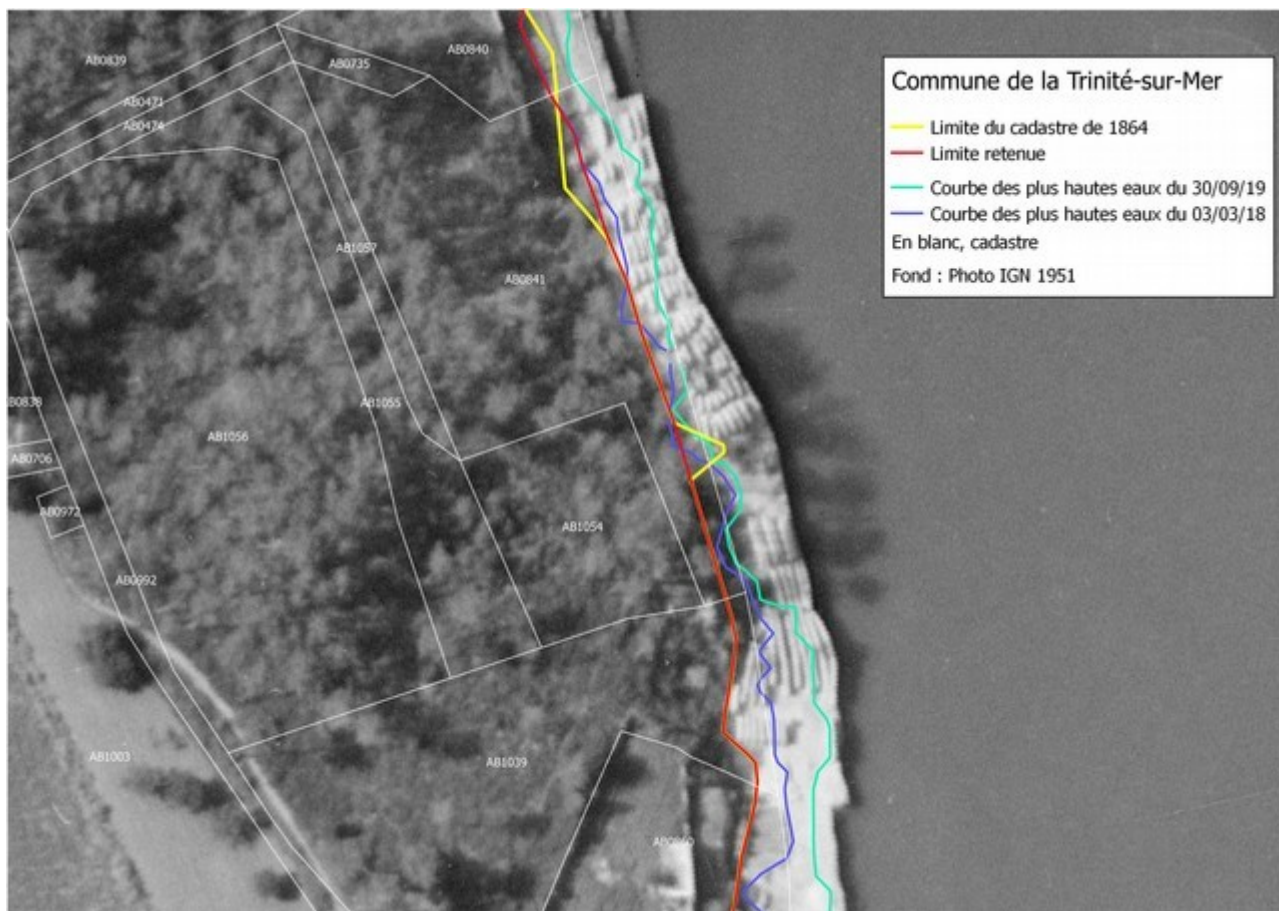 Commune de la Trinité-sur-Mer
Limite du cadastre de 1864
Limite retenue
Courbe des plus hautes eaux du 30/09/19
Courbe des plus hautes eaux du 03/03/18
En blanc, cadastre
Fond : Photo IGN 1951
AB0840
AB0839
AB0735
AB0471
AB0474
AB1057
AB0841
AB0838
AB1055
AB1056
AB0706
AB0972
AB1054
AB0992
AB1003
AB1039